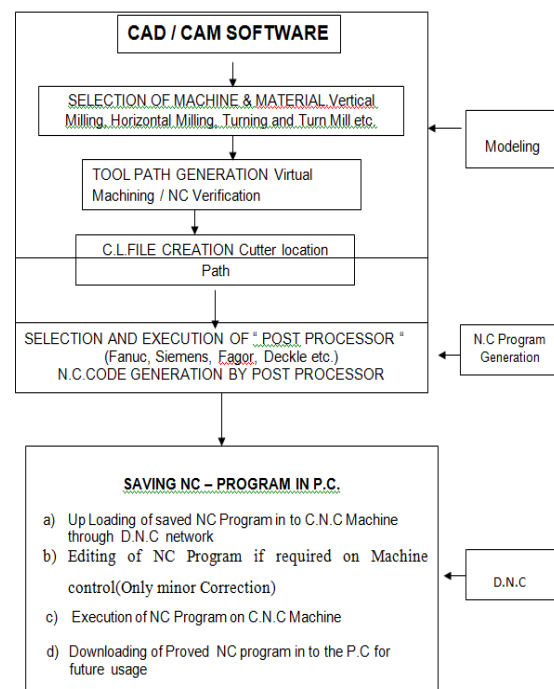 CAD / CAM SOFTWARE
SELECTION OF MACHINE & MATERIAL.Vertical
Milling, Horizontal Milling, Turning and Turn Mill etc.
Modeling
TOOL PATH GENERATION Virtual
Machining / NC Verification
C.L.FILE CREATION Cutter location
Path
SELECTION AND EXECUTION OF " POST PROCESSOR "
(Fanuc, Siemens, Fagor, Deckle etc.)
N.C.CODE GENERATION BY POST PROCESSOR
N.C Program
Generation
SAVING NC – PROGRAM IN P.C.
a) Up Loading of saved NC Program in to C.N.C Machine
through D.N.C network
b) Editing of NC Program if required on Machine
control(Only minor Correction)
c) Execution of NC Program on C.N.C Machine
d) Downloading of Proved NC program in to the P.C for
future usage
D.N.C